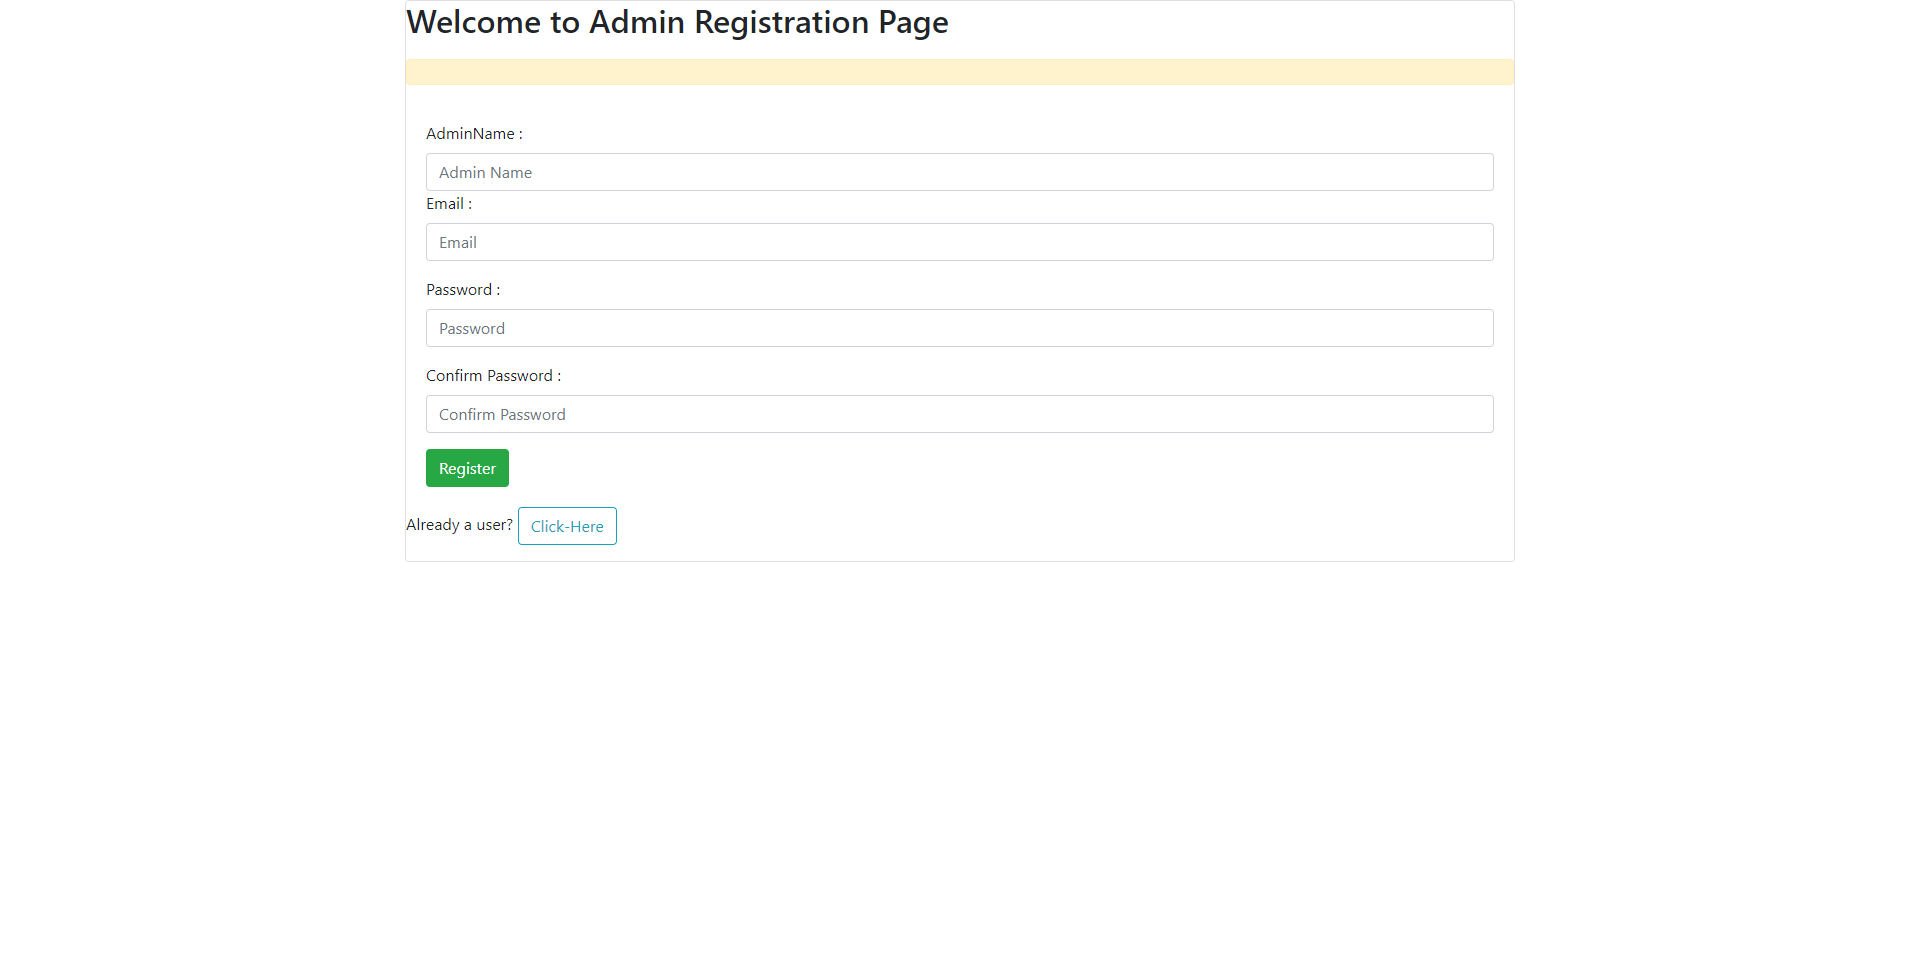 Welcome to Admin Registration Page
AdminName :
Admin Name
Email :
Email
Password :
Password
Confirm Password :
Confirm Password
Register
Already a user? Click-Here